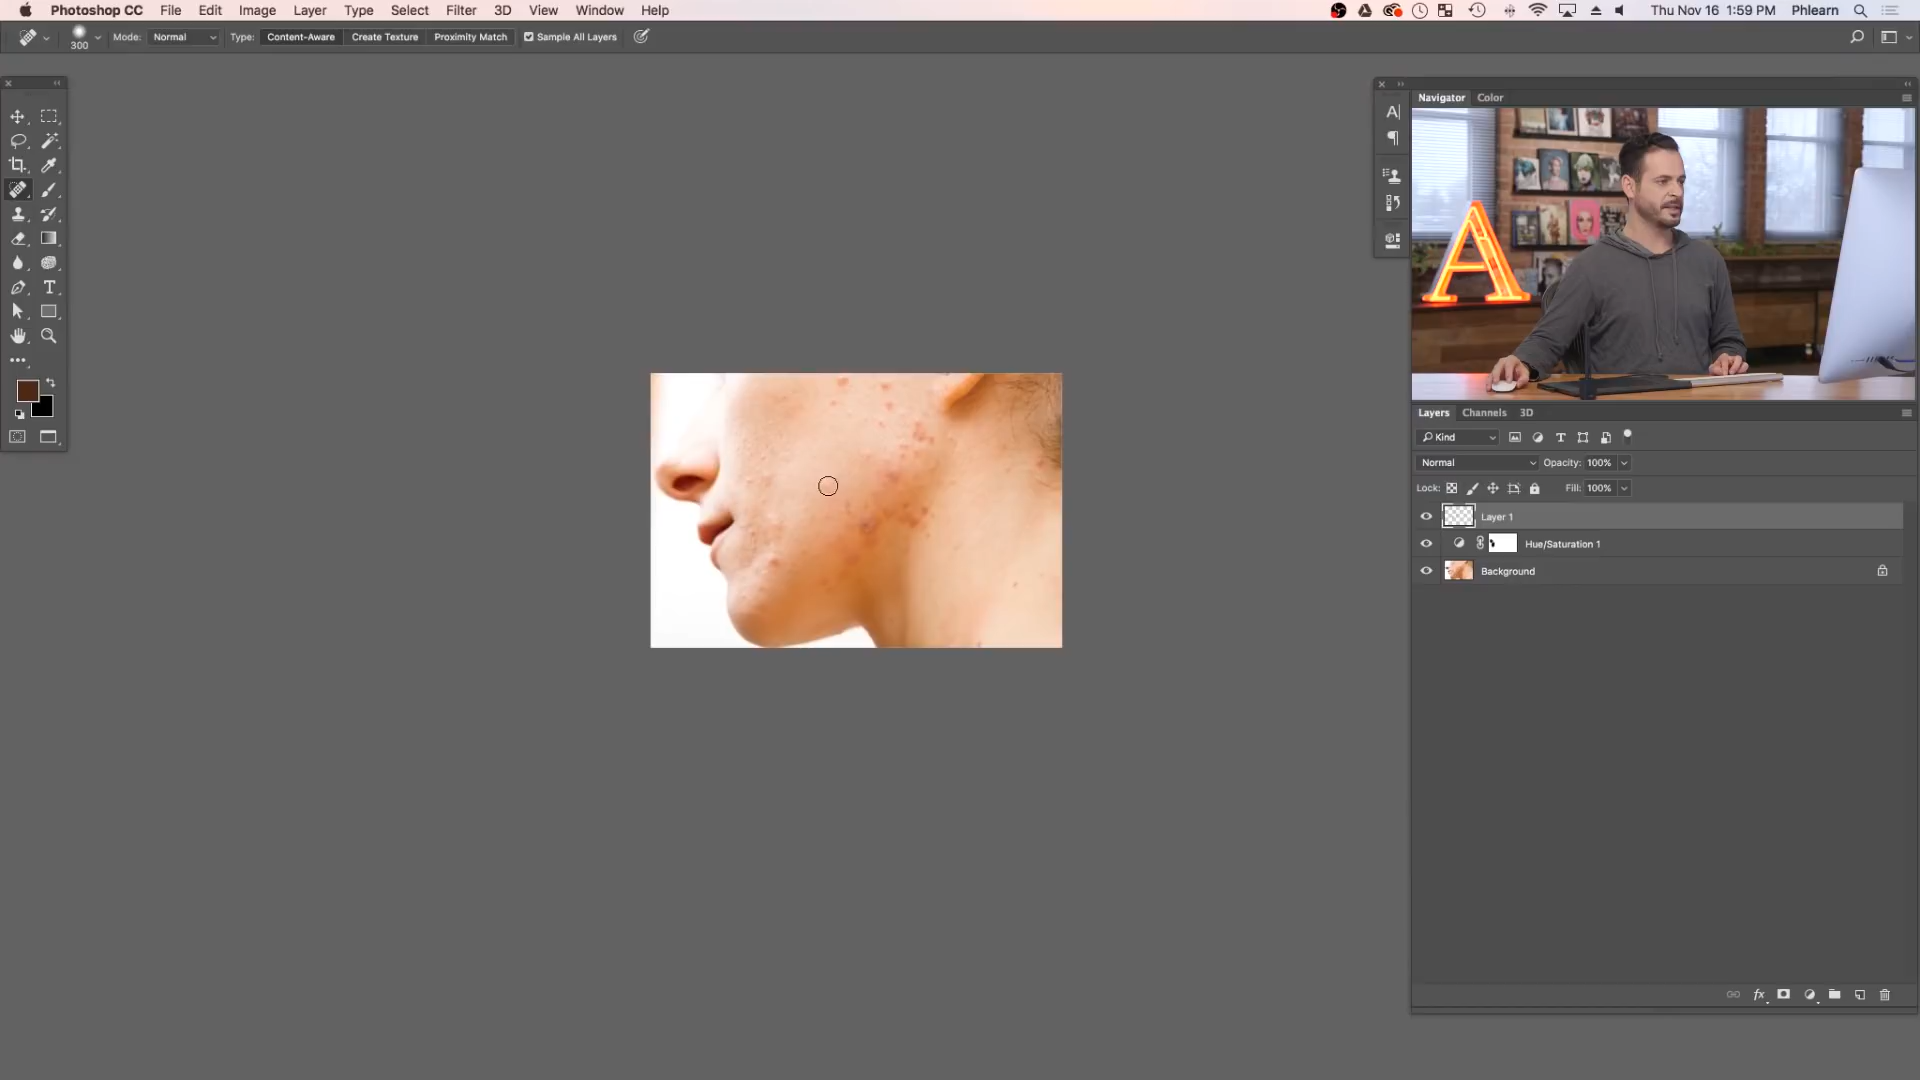 Photoshop CC File Edit Image Layer Type Select Filter 3D View Window Help Thu Nov 16 1:59 PM Phlearn
300 Mode: Normal Type: Content-Aware Create Texture Proximity Match Sample All Layers
Navigator Color
Layers Channels 3D
Kind
Normal Opacity: 100%
Lock: Fill: 100%
Layer 1
Hue/Saturation 1
Background